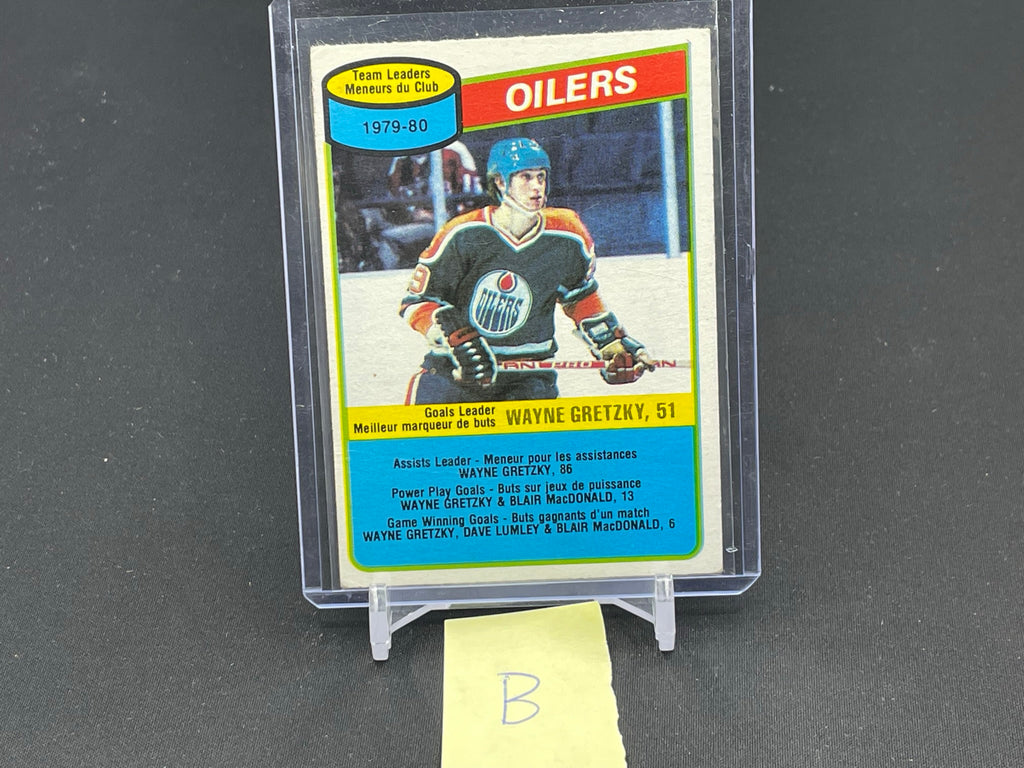 Team Leaders
Meneurs du Club
1979-80
OILERS
9
OILERS
Goals Leader
Meilleur marqueur de buts
WAYNE GRETZKY, 51
Assists Leader - Meneur pour les assistances
WAYNE GRETZKY, 86
Power Play Goals - Buts sur jeux de puissance
WAYNE GRETZKY & BLAIR MacDONALD, 13
Game Winning Goals - Buts gagnants d'un match
WAYNE GRETZKY, DAVE LUMLEY & BLAIR MacDONALD, 6
B